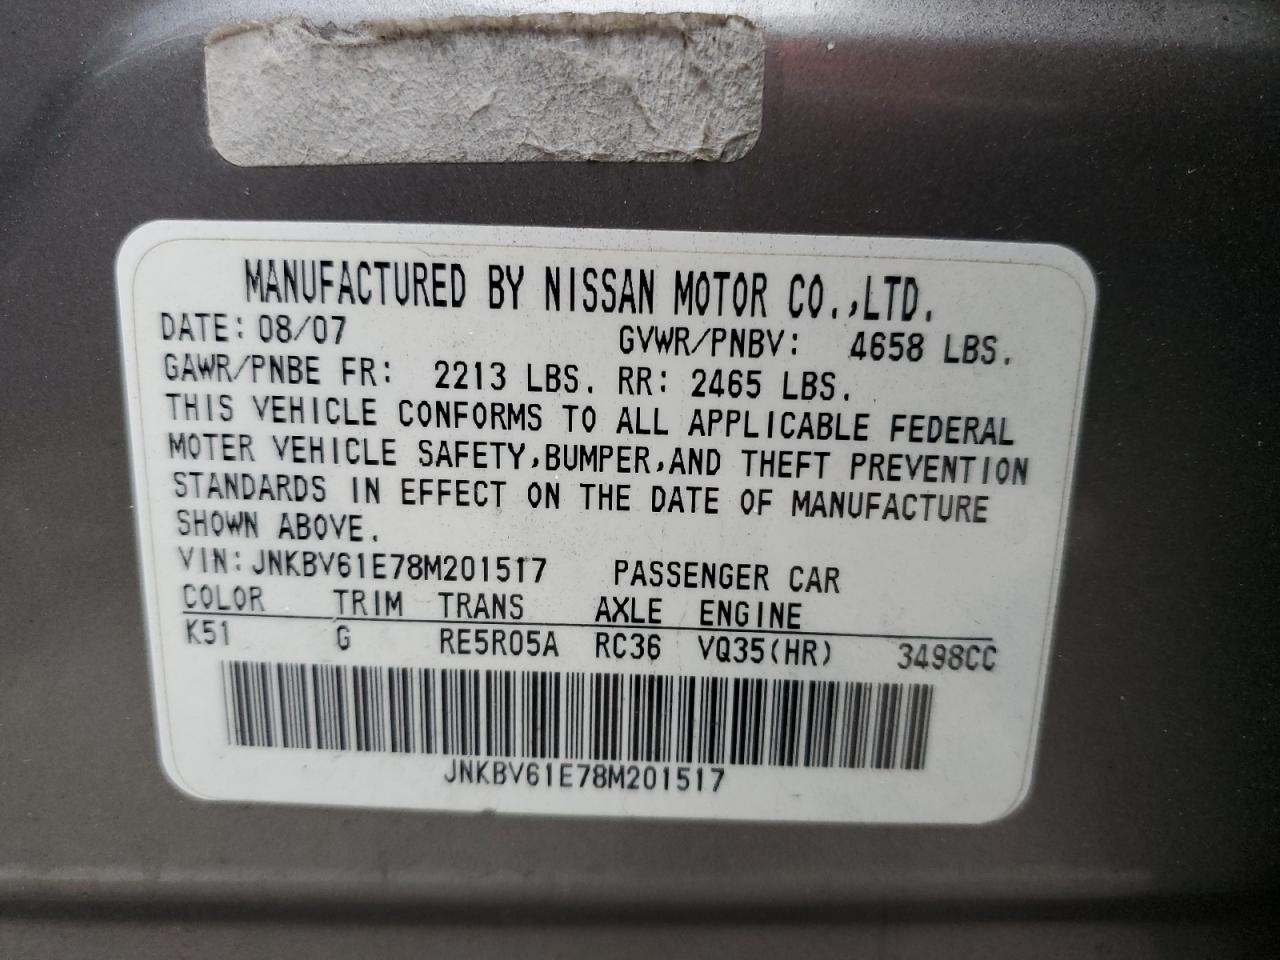 MANUFACTURED BY NISSAN MOTOR CO.,LTD.
DATE: 08/07 GVWR/PNBV: 4658 LBS.
GAWR/PNBE FR: 2213 LBS. RR: 2465 LBS.
THIS VEHICLE CONFORMS TO ALL APPLICABLE FEDERAL
MOTER VEHICLE SAFETY,BUMPER,AND THEFT PREVENTION
STANDARDS IN EFFECT ON THE DATE OF MANUFACTURE
SHOWN ABOVE.
VIN:JNKBV61E78M201517 PASSENGER CAR
COLOR TRIM TRANS AXLE ENGINE
K51 G RE5R05A RC36 VQ35(HR) 3498CC
JNKBV61E78M201517